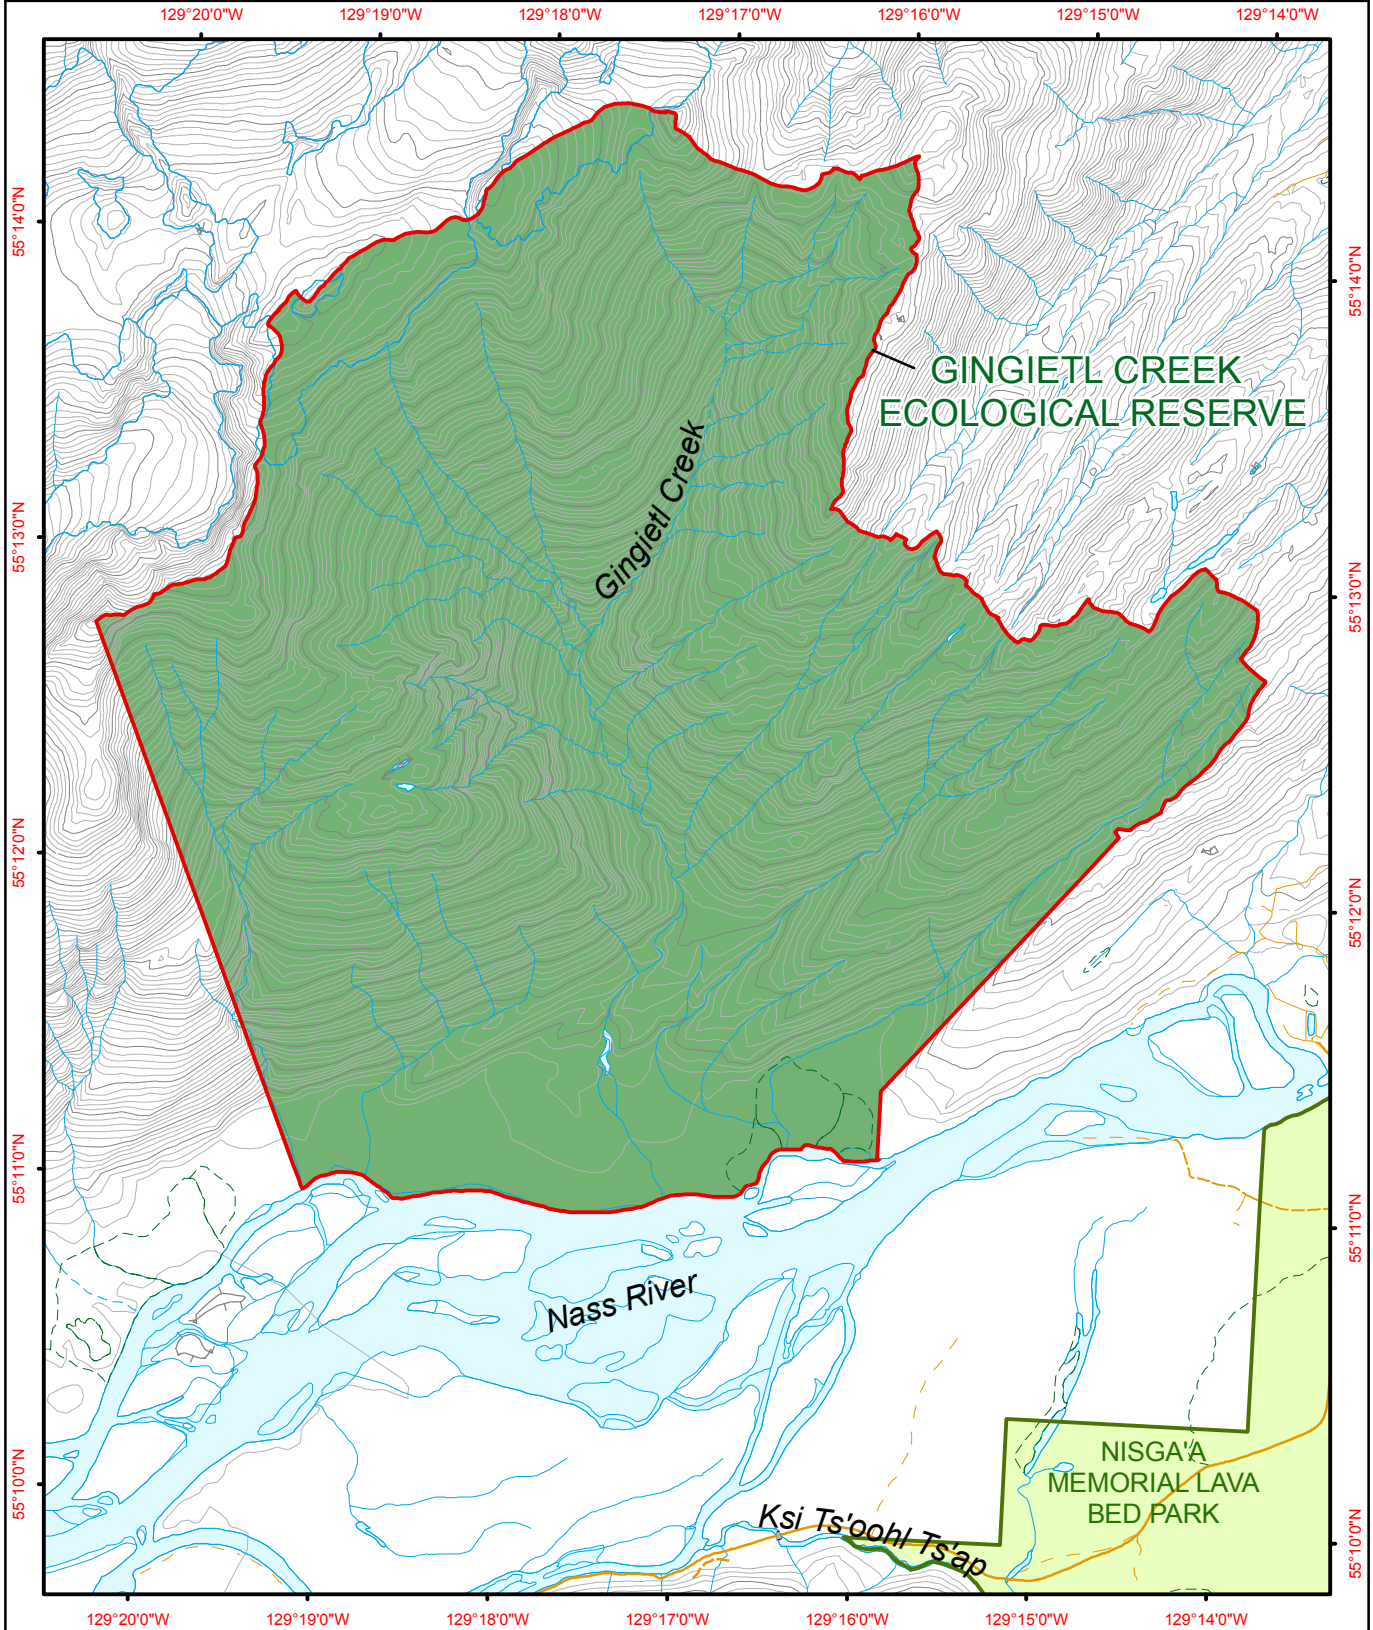 129°20'0"W 129°19'0"W 129°18'0"W 129°17'0"W 129°16'0"W 129°15'0"W 129°14'0"W
55°14'0"N
55°14'0"N
GINGIETL CREEK
ECOLOGICAL RESERVE
Gingietl Creek
55°13'0"N
55°13'0"N
55°12'0"N
55°12'0"N
55°11'0"N
55°11'0"N
Nass River
NISGA'A
MEMORIAL LAVA
BED PARK
55°10'0"N
Ksi Ts'oohl Ts'ap
55°10'0"N
129°20'0"W 129°19'0"W 129°18'0"W 129°17'0"W 129°16'0"W 129°15'0"W 129°14'0"W